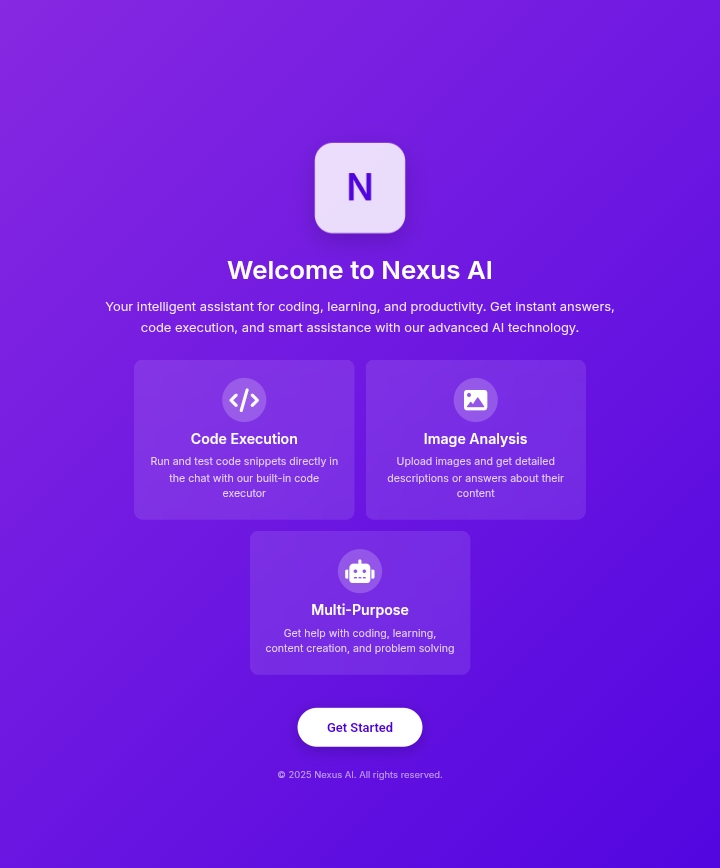 N
Welcome to Nexus AI
Your intelligent assistant for coding, learning, and productivity. Get instant answers,
code execution, and smart assistance with our advanced AI technology.
Code Execution
Run and test code snippets directly in
the chat with our built-in code
executor
Image Analysis
Upload images and get detailed
descriptions or answers about their
content
Multi-Purpose
Get help with coding, learning,
content creation, and problem solving
Get Started
© 2025 Nexus AI. All rights reserved.